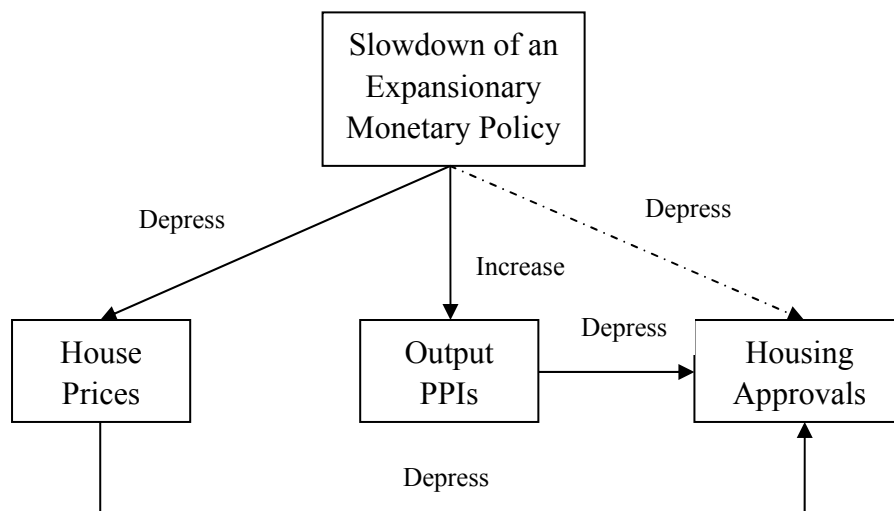 Slowdown of an
Expansionary
Monetary Policy
Depress
Depress
Increase
Depress
House
Prices
Output
PPIs
Housing
Approvals
Depress